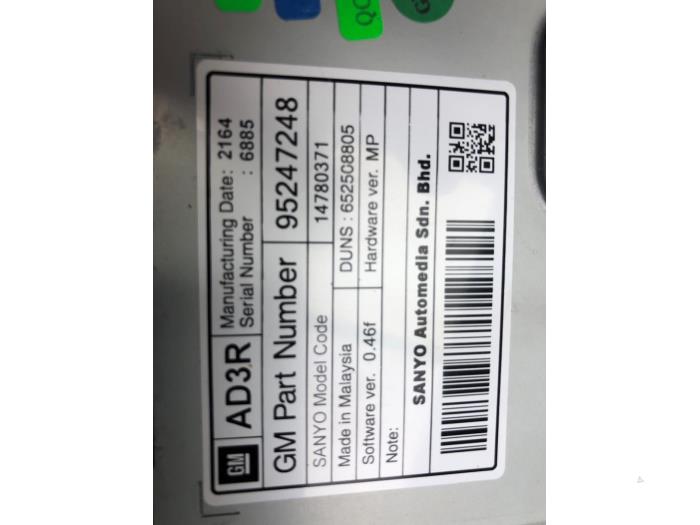 GM AD3.R Manufacturing Date: 2164
Serial Number : 6885
GM Part Number 95247248
SANYO Model Code 14780371
Made in Malaysia DUNS : 652508805
Software ver. 0.46f Hardware ver. MP
Note:
SANYO Automedia Sdn. Bhd.